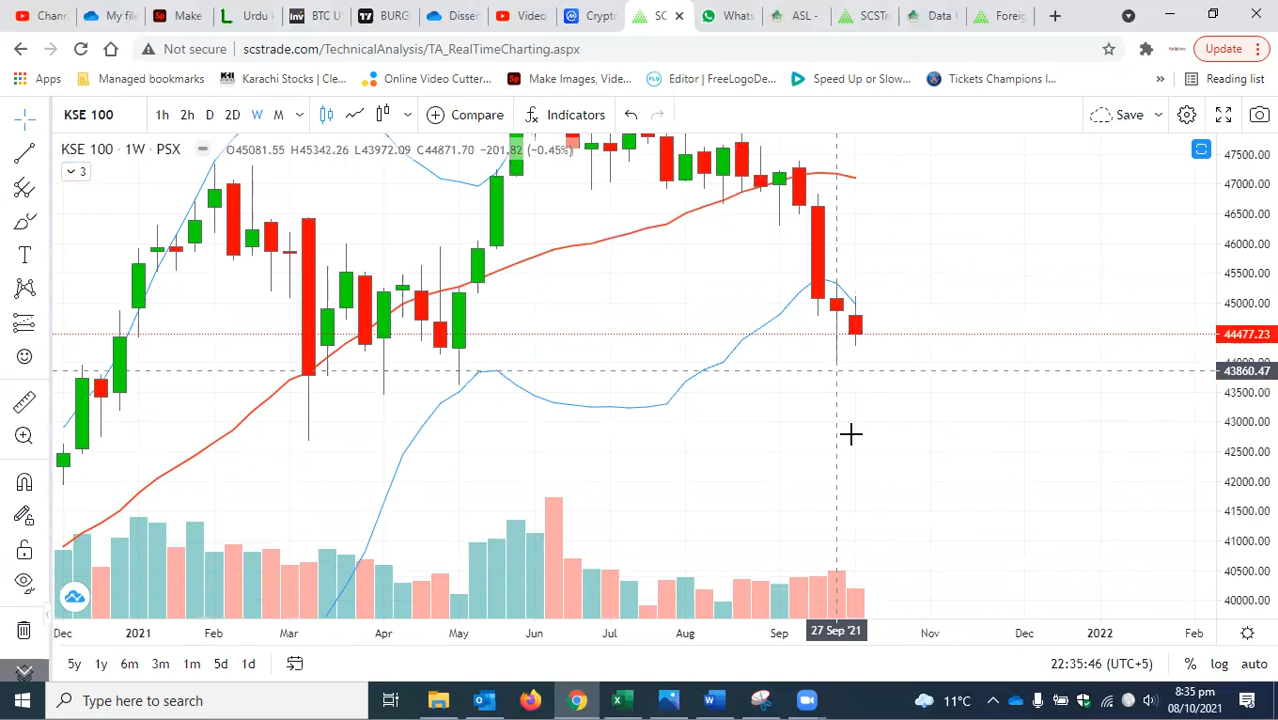 Chann
My file
Make
Urdu k
BTC U
BURG
Dissert
Video
Crypto
SC
Whats
ASL -
SCSTra
Data
Foreig
Not secure
scstrade.com/TechnicalAnalysis/TA_RealTimeCharting.aspx
Update
Apps
Managed bookmarks
Karachi Stocks | Cle...
Online Video Cutter...
Make Images, Vide...
Editor | FreeLogoDe...
Speed Up or Slow...
Tickets Champions l...
»
Reading list
KSE 100
1h
2h
D
2D
W
M
Compare
Indicators
Save
KSE 100 · 1W · PSX
O45081.55 H45342.26 L43972.09 C44871.70 -201.82 (-0.45%)
3
47500.00
47000.00
46500.00
46000.00
45500.00
45000.00
44477.23
44000.00
43860.47
43500.00
43000.00
42500.00
42000.00
41500.00
41000.00
40500.00
40000.00
Dec
2021
Feb
Mar
Apr
May
Jun
Jul
Aug
Sep
27 Sep '21
Nov
Dec
2022
Feb
5y
1y
6m
3m
1m
5d
1d
22:35:46 (UTC+5)
%
log
auto
Type here to search
11°C
8:35 pm
08/10/2021